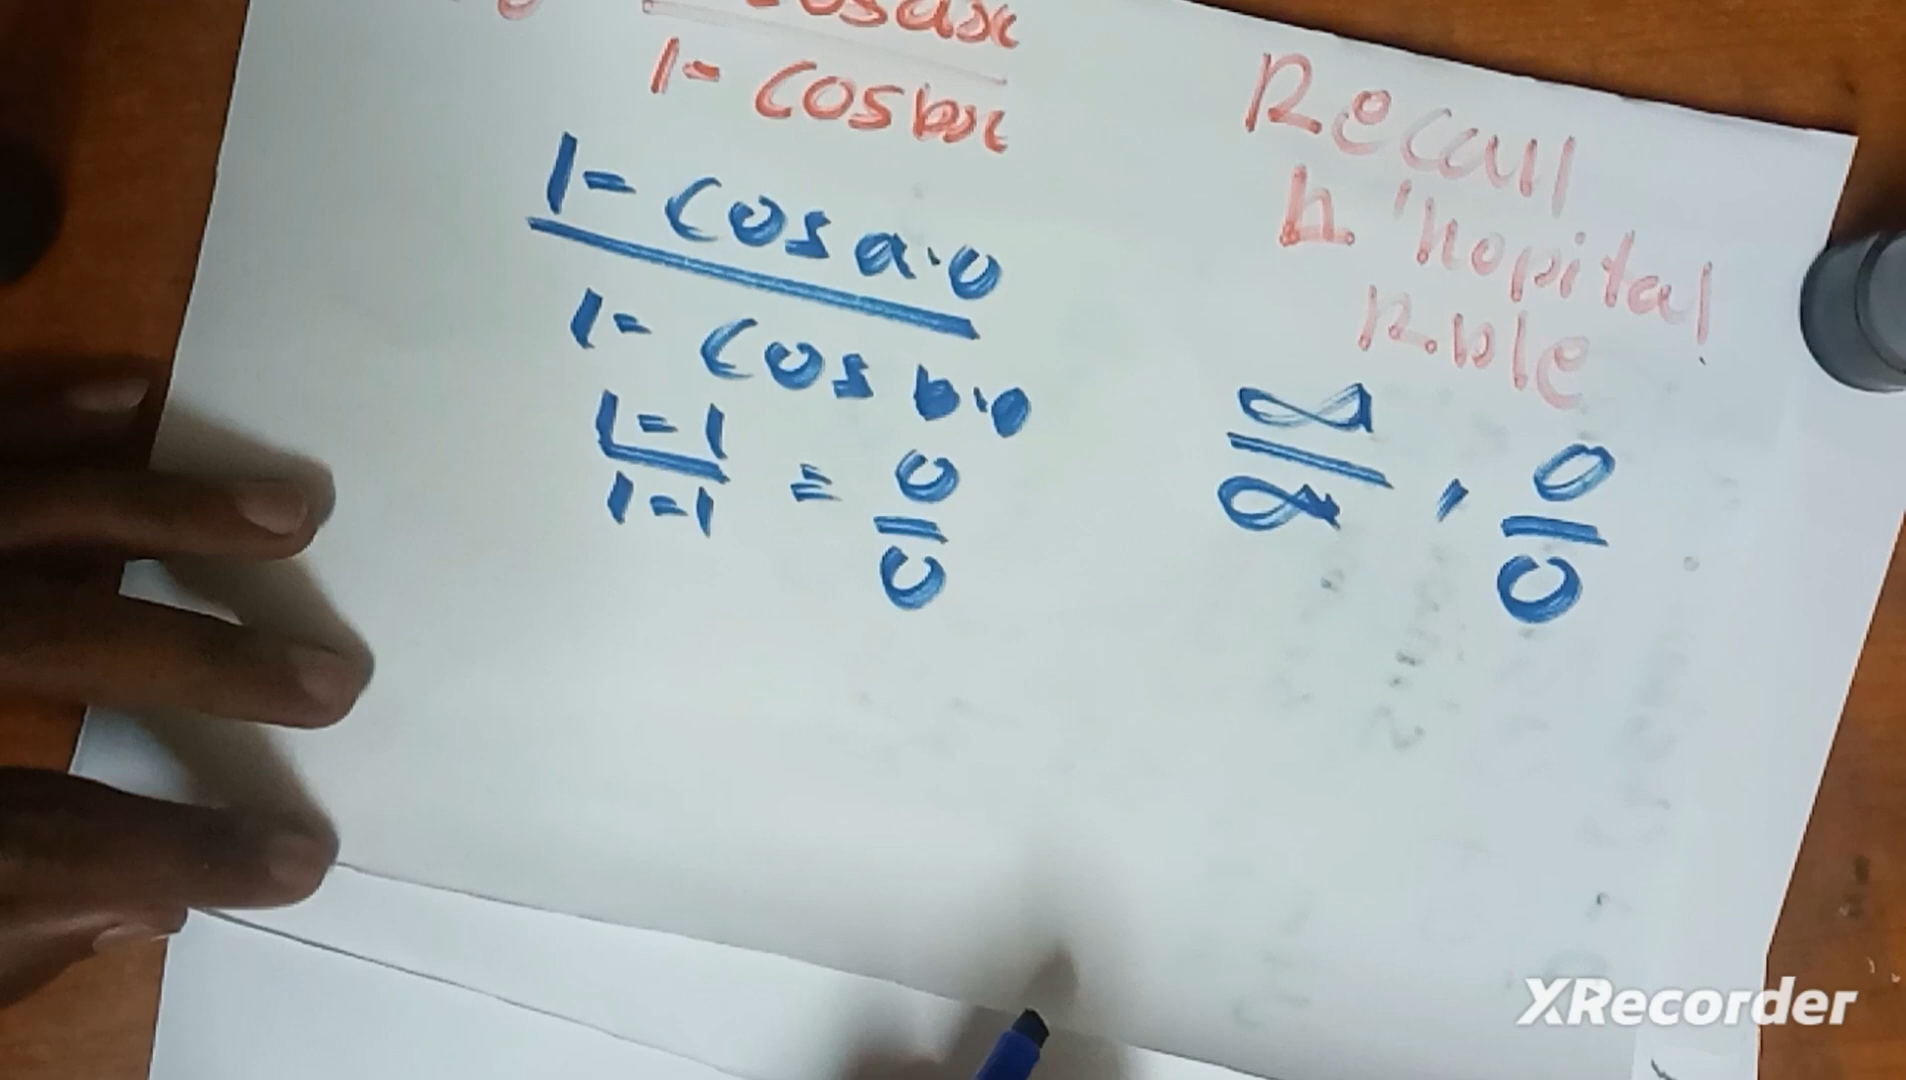 cosax
1- cosbx
1- cos a.0
1- cos b.0
1-1
1-1
= 0
0
Recall
L'hopital
Rule
∞
∞
, 0
0
XRecorder